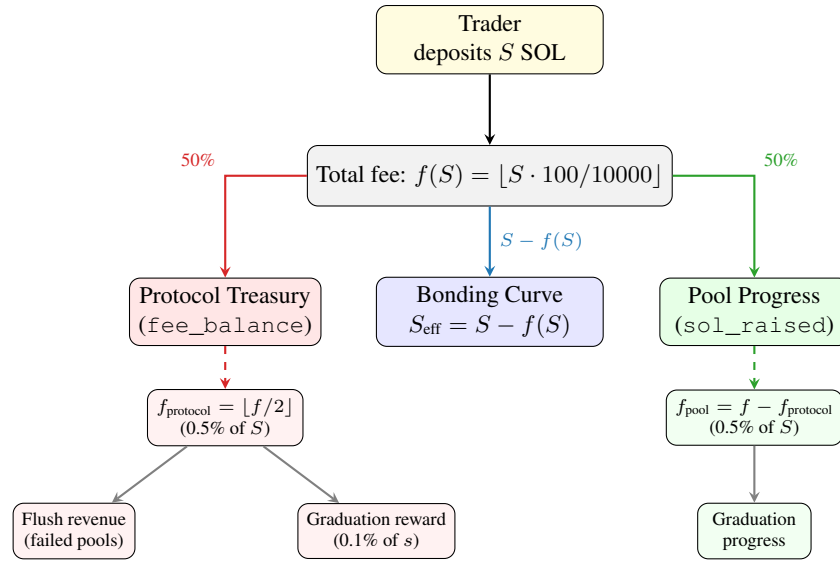 Trader
deposits S SOL
50%
50%
Total fee: f(S) = ⌊S · 100/10000⌋
S − f(S)
Protocol Treasury
(fee_balance)
Bonding Curve
S_eff = S − f(S)
Pool Progress
(sol_raised)
f_protocol = ⌊f/2⌋
(0.5% of S)
f_pool = f − f_protocol
(0.5% of S)
Flush revenue
(failed pools)
Graduation reward
(0.1% of s)
Graduation
progress